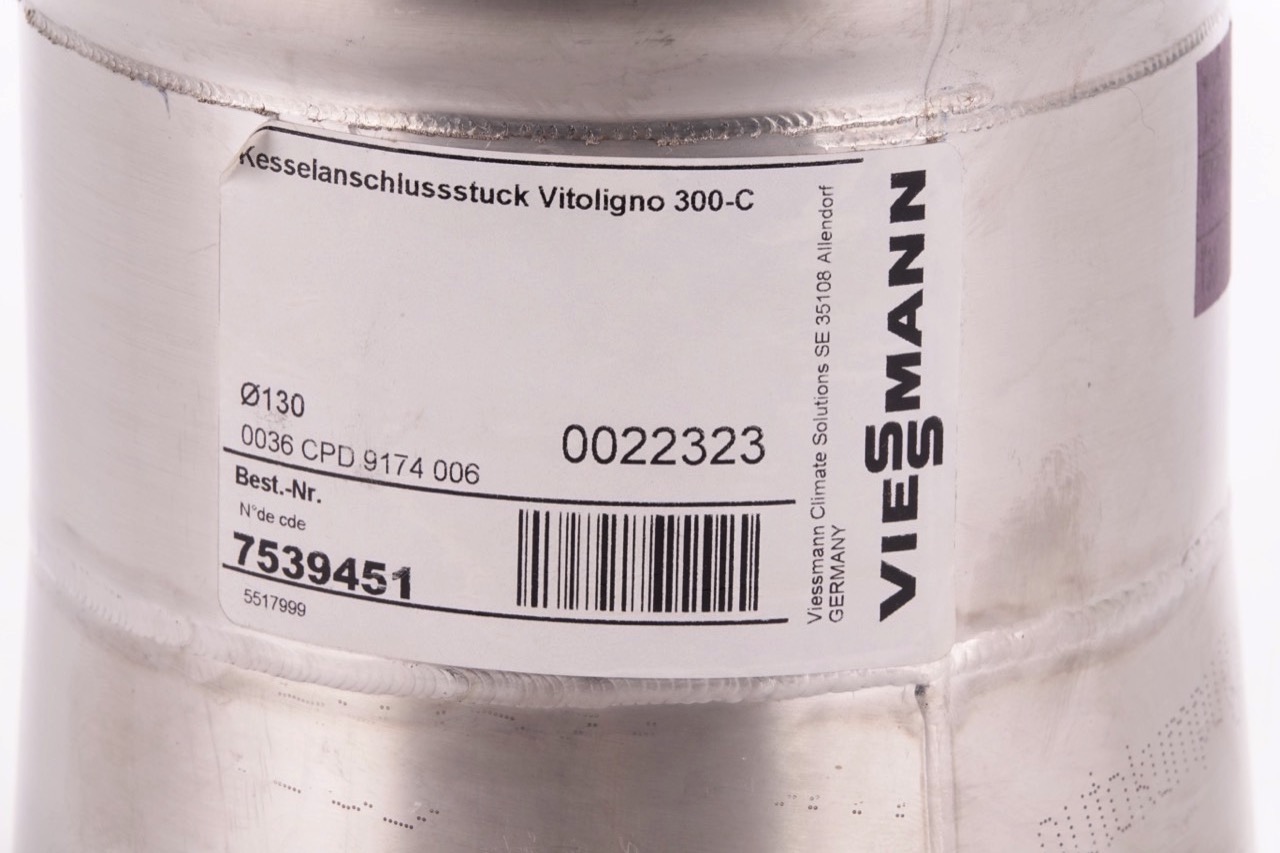 Kesselanschlussstuck Vitoligno 300-C
Ø130
0036 CPD 9174 006
0022323
Best.-Nr.
N°de cde
7539451
5517999
Viessmann Climate Solutions SE 35108 Allendorf
GERMANY
VIESSMANN